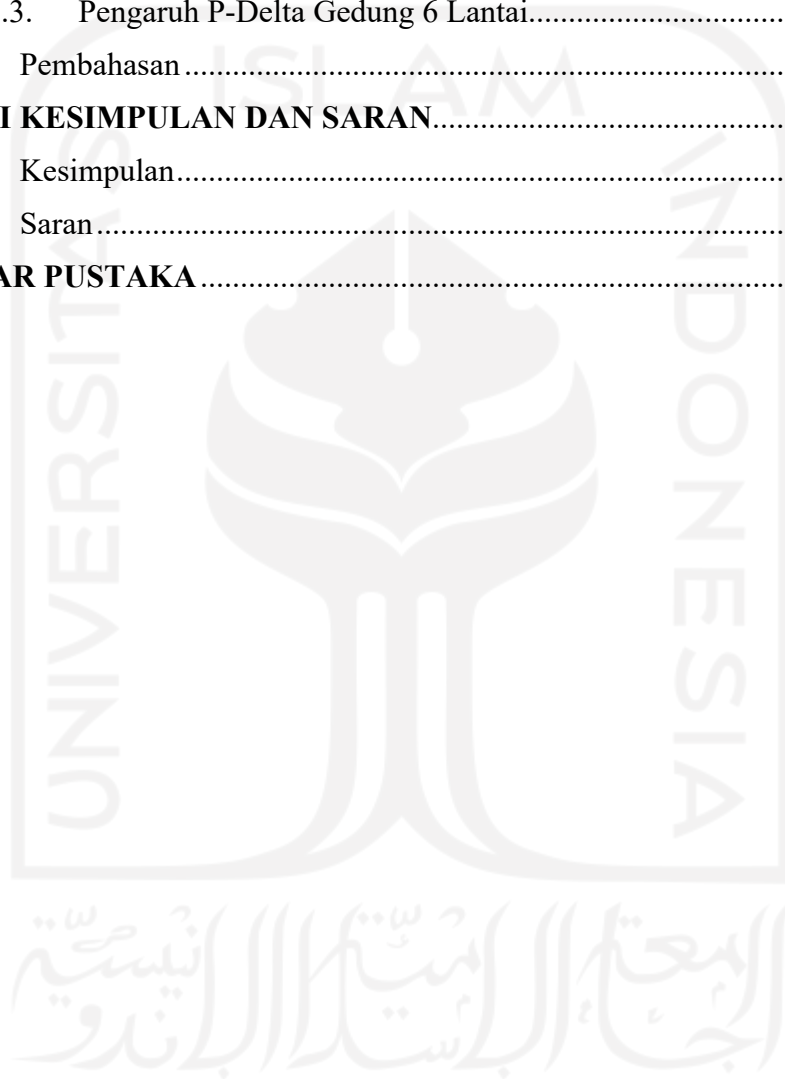 .3. Pengaruh P-Delta Gedung 6 Lantai........................................
Pembahasan........................................
I KESIMPULAN DAN SARAN........................................
Kesimpulan........................................
Saran........................................
AR PUSTAKA........................................
ISLAM
UNIVERSITAS
INDONESIA